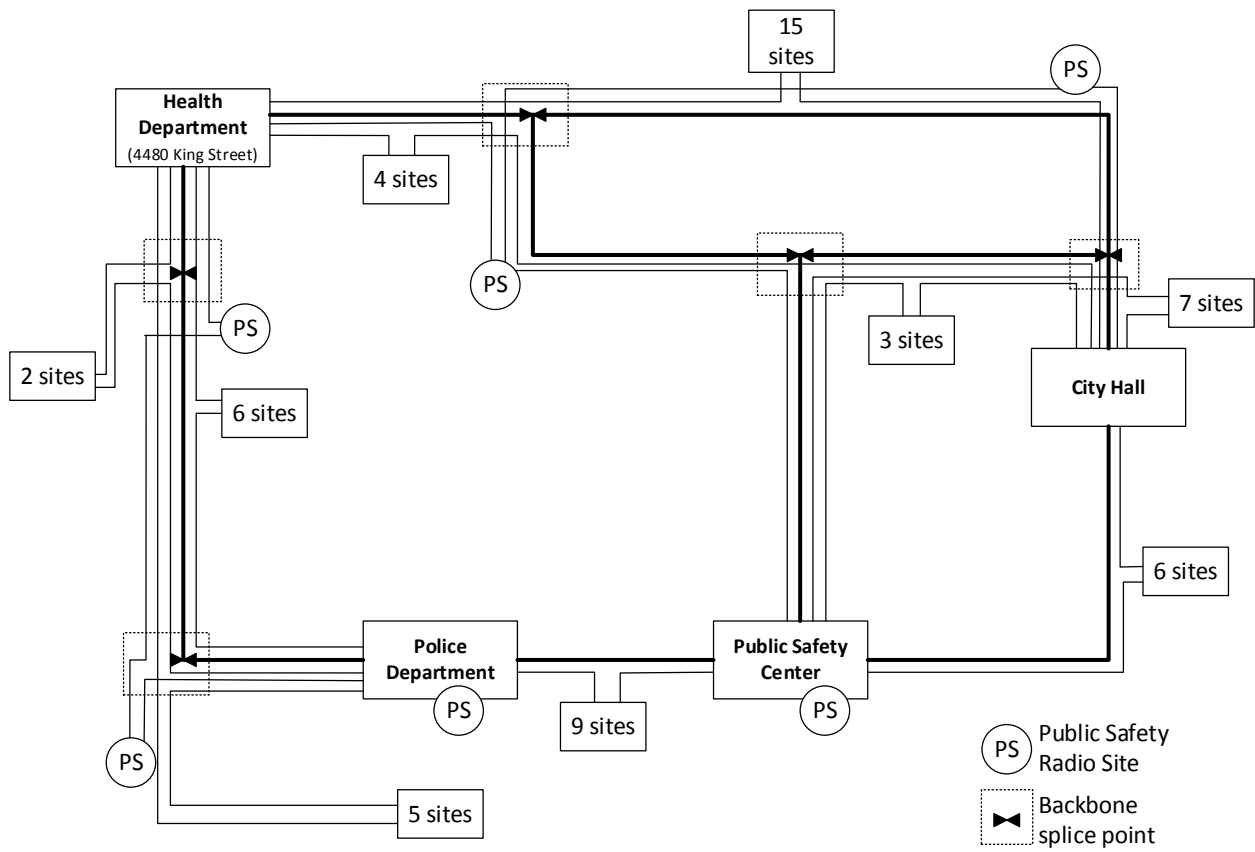 15
sites
PS
Health
Department
(4480 King Street)
4 sites
PS
7 sites
PS
3 sites
2 sites
City Hall
6 sites
6 sites
Police
Department
Public Safety
Center
PS
PS
9 sites
PS
PS
Public Safety
Radio Site
5 sites
Backbone
splice point